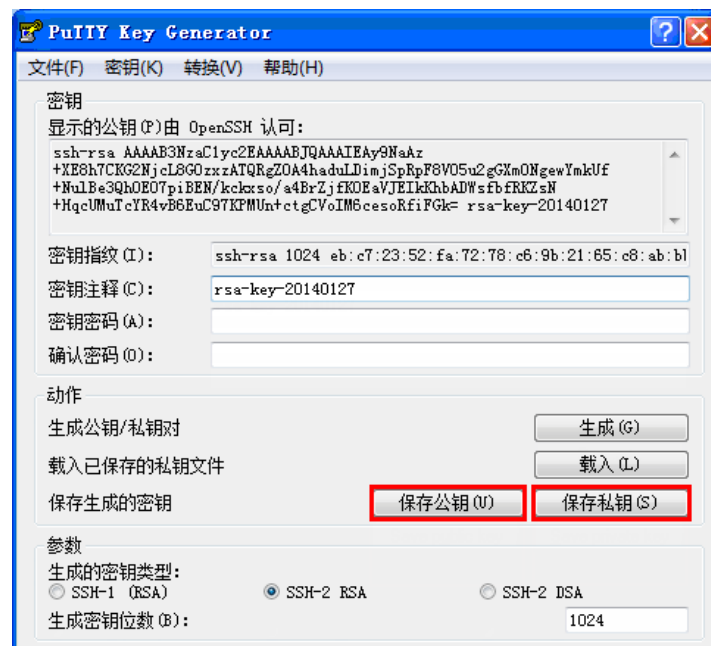 PuTTY Key Generator
文件(F) 密钥(K) 转换(V) 帮助(H)
密钥
显示的公钥(P)由 OpenSSH 认可:
ssh-rsa AAAAB3NzaC1yc2EAAAABJQAAAIEAy9NaAz
+XE8h7CKG2NjcL8GOzxzATQRgZOA4haduLDimjSpRpF8VO5u2gGXmONgewYmkUf
+NulBe3QhOEO7piBEN/kckxso/a4BrZjfKOEaVJEIkKhbADWsfbfRKZsN
+HqcUMuTcYR4vB6EuC97KPMUn+ctgCVoIM6cesoRfiFGk= rsa-key-20140127
密钥指纹(I): ssh-rsa 1024 eb:c7:23:52:fa:72:78:c6:9b:21:65:c8:ab:bl
密钥注释(C): rsa-key-20140127
密钥密码(A):
确认密码(O):
动作
生成公钥/私钥对 生成(G)
载入已保存的私钥文件 载入(L)
保存生成的密钥 保存公钥(U) 保存私钥(S)
参数
生成的密钥类型:
SSH-1 (RSA) SSH-2 RSA SSH-2 DSA
生成密钥位数(B): 1024